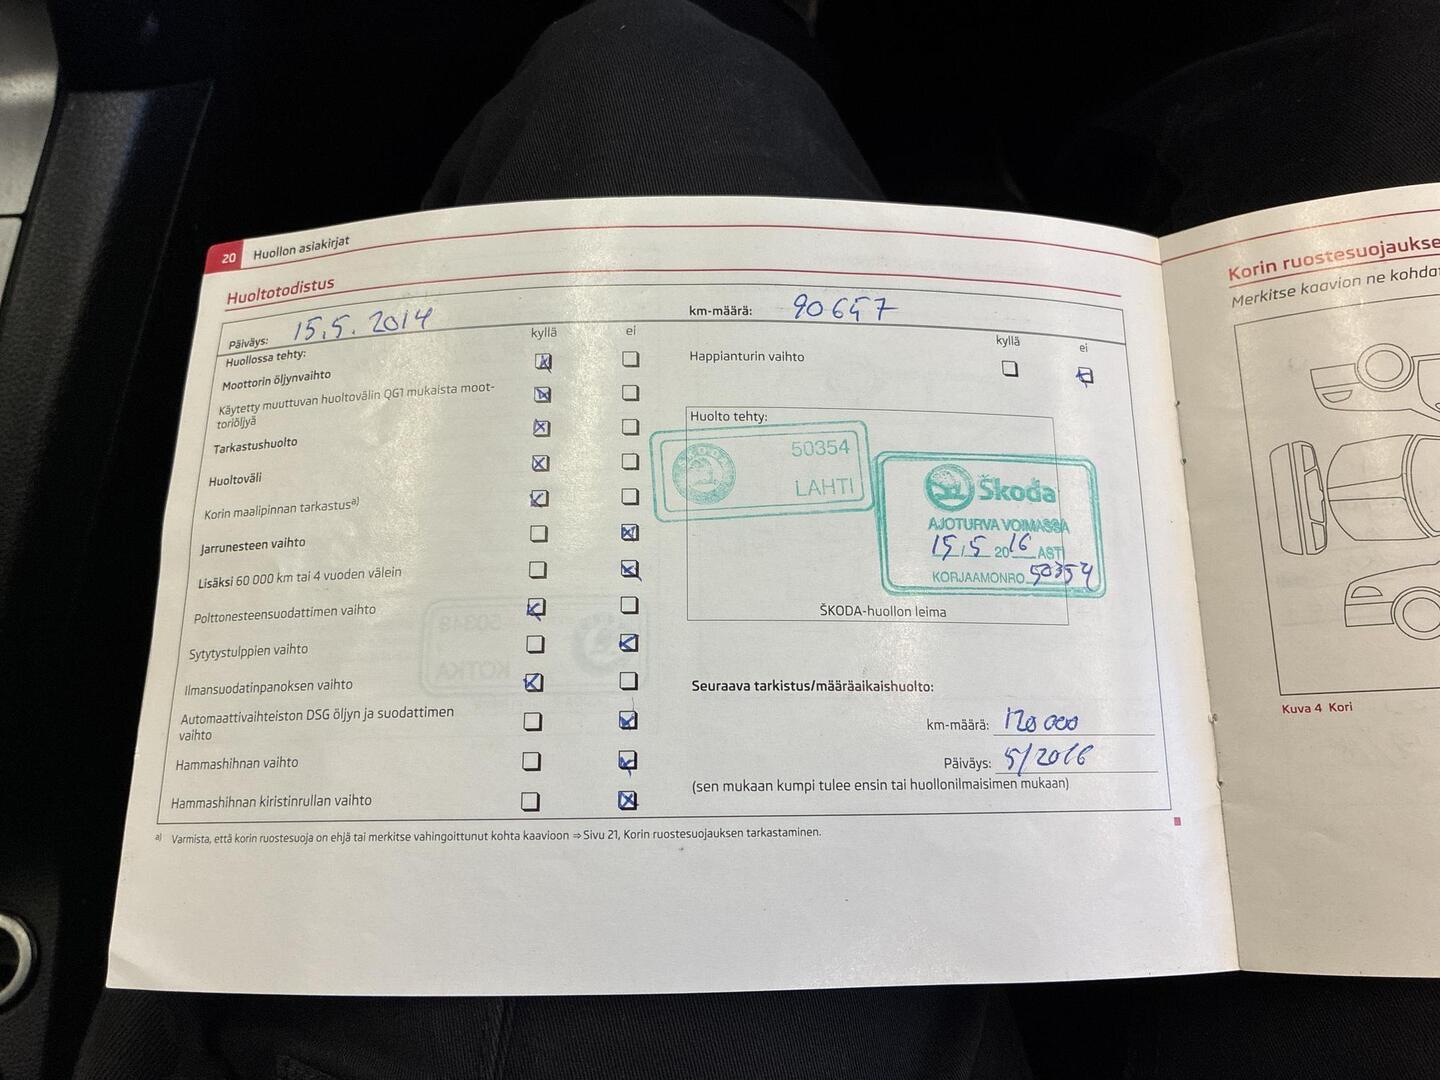 20 Huollon asiakirjat
Huoltotodistus
Päiväys: 15.5. 2014
km-määrä: 90657
Huollossa tehty:
kyllä ei
kyllä ei
Moottorin öljynvaihto
Happianturin vaihto
Käytetty muuttuvan huoltovälin QG1 mukaista moot-
toriöljyä
Tarkastushuolto
Huoltoväli
Korin maalipinnan tarkastus a)
Jarrunesteen vaihto
Lisäksi 60 000 km tai 4 vuoden välein
Polttonesteensuodattimen vaihto
Sytytystulppien vaihto
Ilmansuodatinpanoksen vaihto
Automaattivaihteiston DSG öljyn ja suodattimen
vaihto
Hammashihnan vaihto
Hammashihnan kiristinrullan vaihto
Huolto tehty:
50354
LAHTI
Škoda
AJOTURVA VOIMASSA
15.5 2016 ASTI
KORJAAMONRO 50354
ŠKODA-huollon leima
Seuraava tarkistus/määräaikaishuolto:
km-määrä: 120 000
Päiväys: 5/2016
(sen mukaan kumpi tulee ensin tai huollonilmaisimen mukaan)
a) Varmista, että korin ruostesuoja on ehjä tai merkitse vahingoittunut kohta kaavioon ⇒ Sivu 21, Korin ruostesuojauksen tarkastaminen.
Korin ruostesuojaukse
Merkitse kaavion ne kohda
Kuva 4 Kori